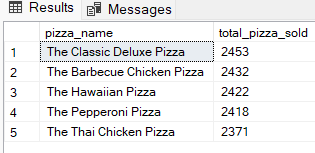 Results Messages
pizza_name total_pizza_sold
1 The Classic Deluxe Pizza 2453
2 The Barbecue Chicken Pizza 2432
3 The Hawaiian Pizza 2422
4 The Pepperoni Pizza 2418
5 The Thai Chicken Pizza 2371